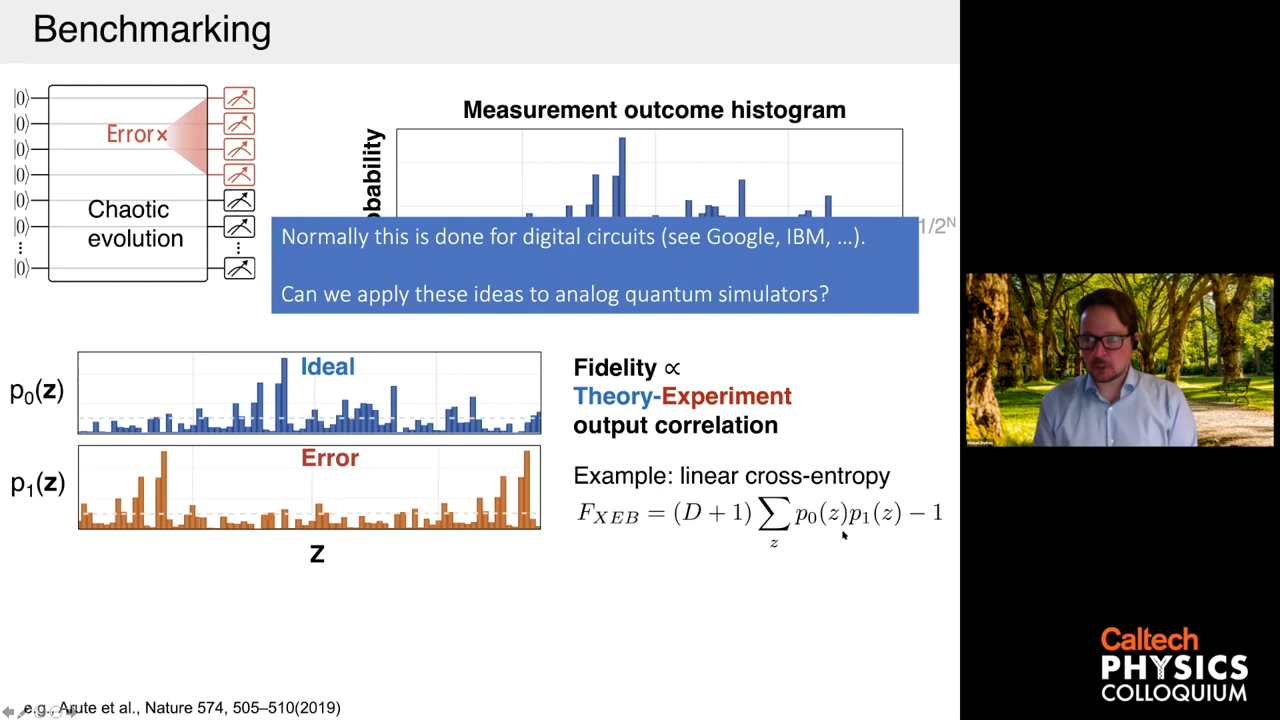 Benchmarking
|0⟩
|0⟩
|0⟩
|0⟩
|0⟩
|0⟩
|0⟩
Error×
Chaotic
evolution
Measurement outcome histogram
1/2ᴺ
Normally this is done for digital circuits (see Google, IBM, …).
Can we apply these ideas to analog quantum simulators?
p₀(z)
Ideal
p₁(z)
Error
z
Fidelity ∝
Theory-Experiment
output correlation
Example: linear cross-entropy
F_XEB = (D + 1) ∑_z p₀(z)p₁(z) − 1
e.g., Arute et al., Nature 574, 505–510(2019)
Caltech
PHYSICS
COLLOQUIUM